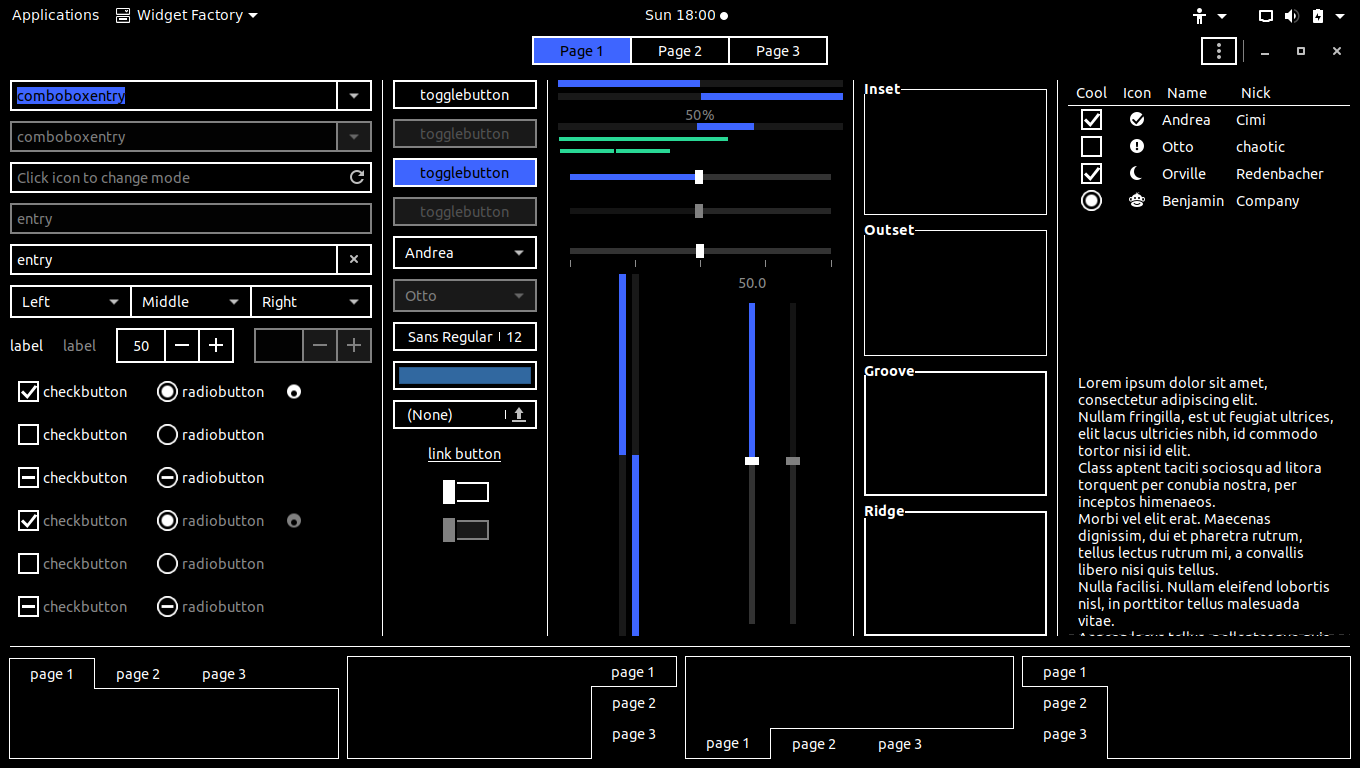 Applications Widget Factory Sun 18:00
Page 1 Page 2 Page 3
comboboxentry
comboboxentry
Click icon to change mode
entry
entry
Left Middle Right
label label 50
checkbutton radiobutton
checkbutton radiobutton
checkbutton radiobutton
checkbutton radiobutton
checkbutton radiobutton
checkbutton radiobutton
togglebutton
togglebutton
togglebutton
togglebutton
Andrea
Otto
Sans Regular 12
(None)
link button
50%
50.0
Inset
Outset
Groove
Ridge
Cool Icon Name Nick
Andrea Cimi
Otto chaotic
Orville Redenbacher
Benjamin Company
Lorem ipsum dolor sit amet,
consectetur adipiscing elit.
Nullam fringilla, est ut feugiat ultrices,
elit lacus ultricies nibh, id commodo
tortor nisi id elit.
Class aptent taciti sociosqu ad litora
torquent per conubia nostra, per
inceptos himenaeos.
Morbi vel elit erat. Maecenas
dignissim, dui et pharetra rutrum,
tellus lectus rutrum mi, a convallis
libero nisi quis tellus.
Nulla facilisi. Nullam eleifend lobortis
nisl, in porttitor tellus malesuada
vitae.
page 1 page 2 page 3
page 1
page 2
page 3
page 1 page 2 page 3
page 1
page 2
page 3